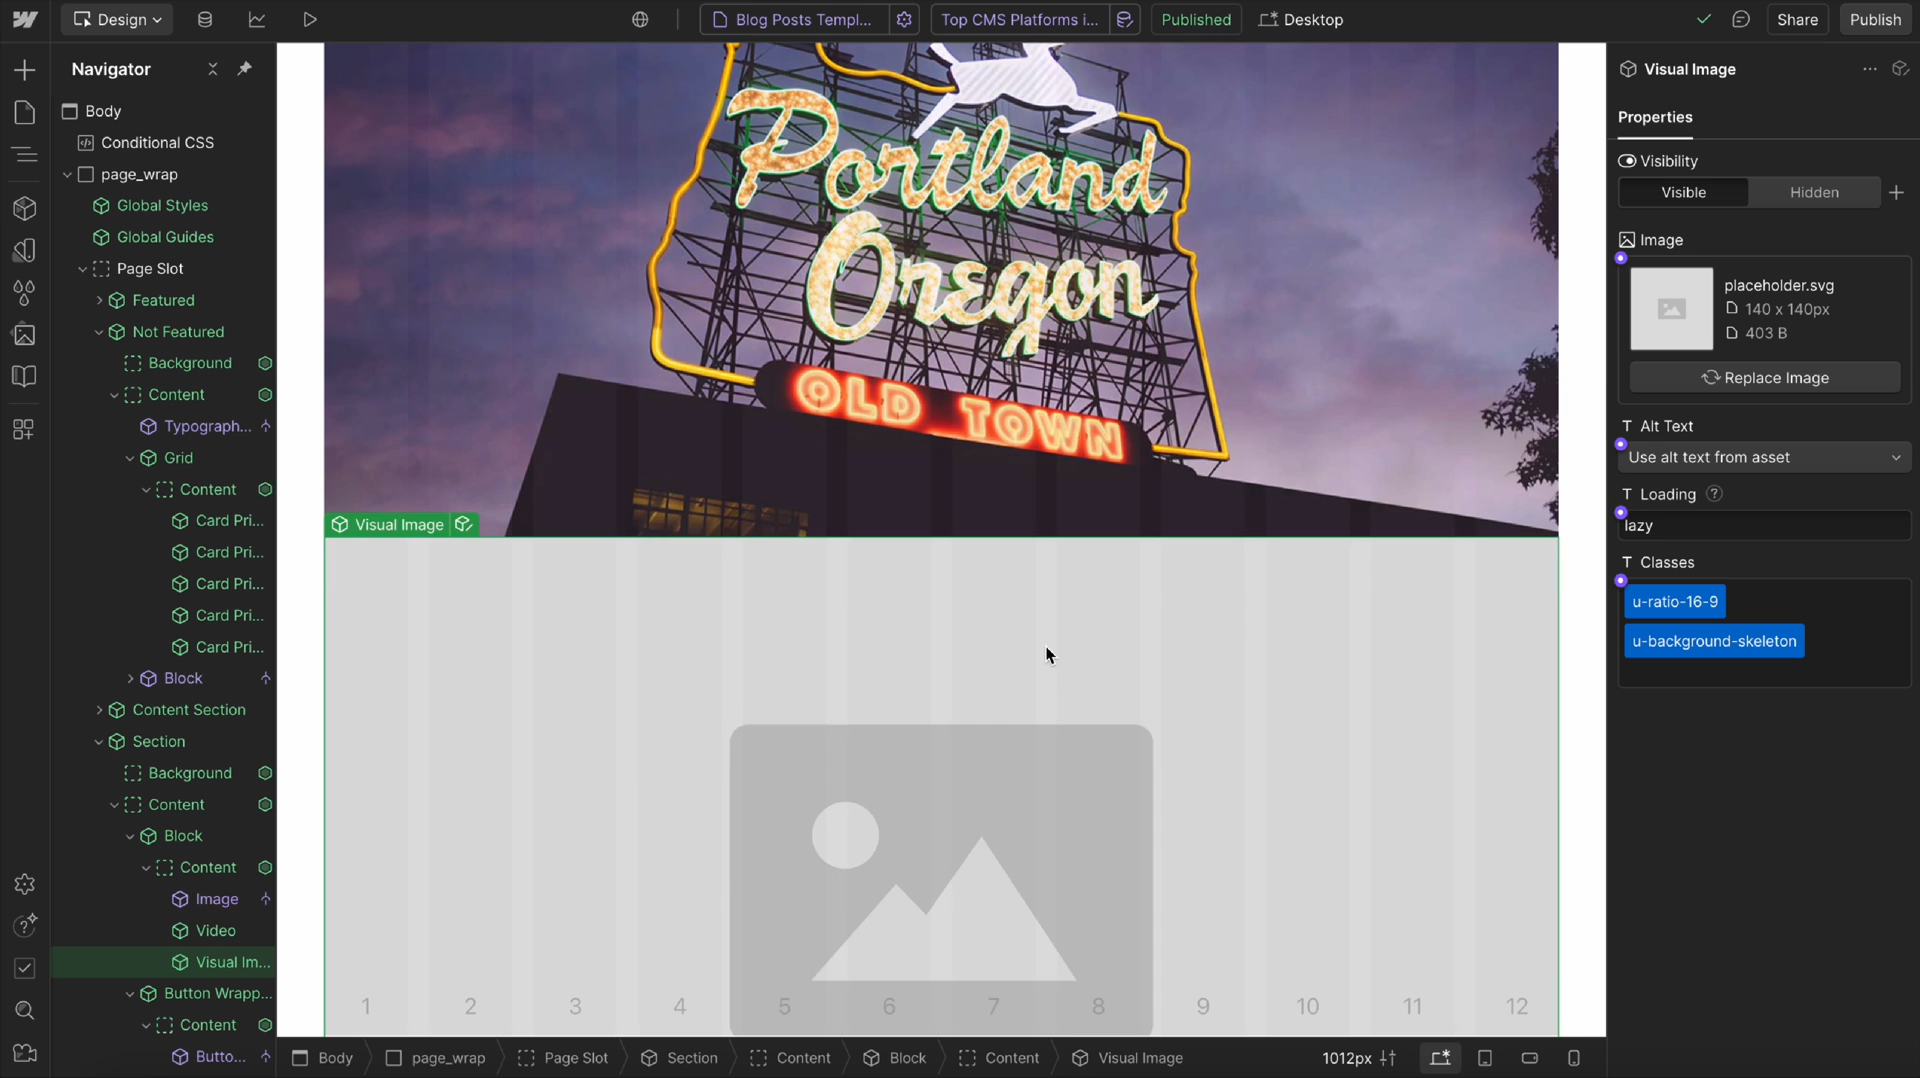 Design
Blog Posts Templ...
Top CMS Platforms i...
Published
Desktop
Share
Publish
Navigator
Body
Conditional CSS
page_wrap
Global Styles
Global Guides
Page Slot
Featured
Not Featured
Background
Content
Typograph...
Grid
Content
Card Pri...
Card Pri...
Card Pri...
Card Pri...
Card Pri...
Block
Content Section
Section
Background
Content
Block
Content
Image
Video
Visual Im...
Button Wrapp...
Content
Butto...
Portland
Oregon
OLD TOWN
Visual Image
1 2 3 4 5 6 7 8 9 10 11 12
Body
page_wrap
Page Slot
Section
Content
Block
Content
Visual Image
1012px
Visual Image
Properties
Visibility
Visible
Hidden
Image
placeholder.svg
140 x 140px
403 B
Replace Image
Alt Text
Use alt text from asset
Loading
lazy
Classes
u-ratio-16-9
u-background-skeleton